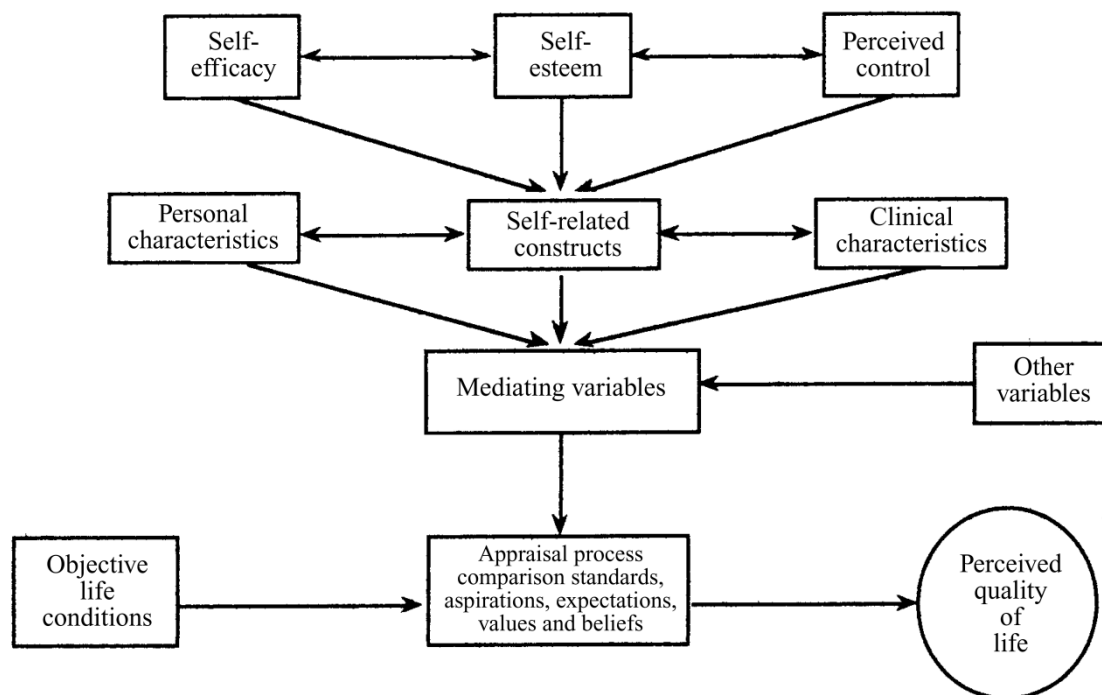 Self-
efficacy
Self-
esteem
Perceived
control
Personal
characteristics
Self-related
constructs
Clinical
characteristics
Mediating variables
Other
variables
Objective
life
conditions
Appraisal process
comparison standards,
aspirations, expectations,
values and beliefs
Perceived
quality
of
life